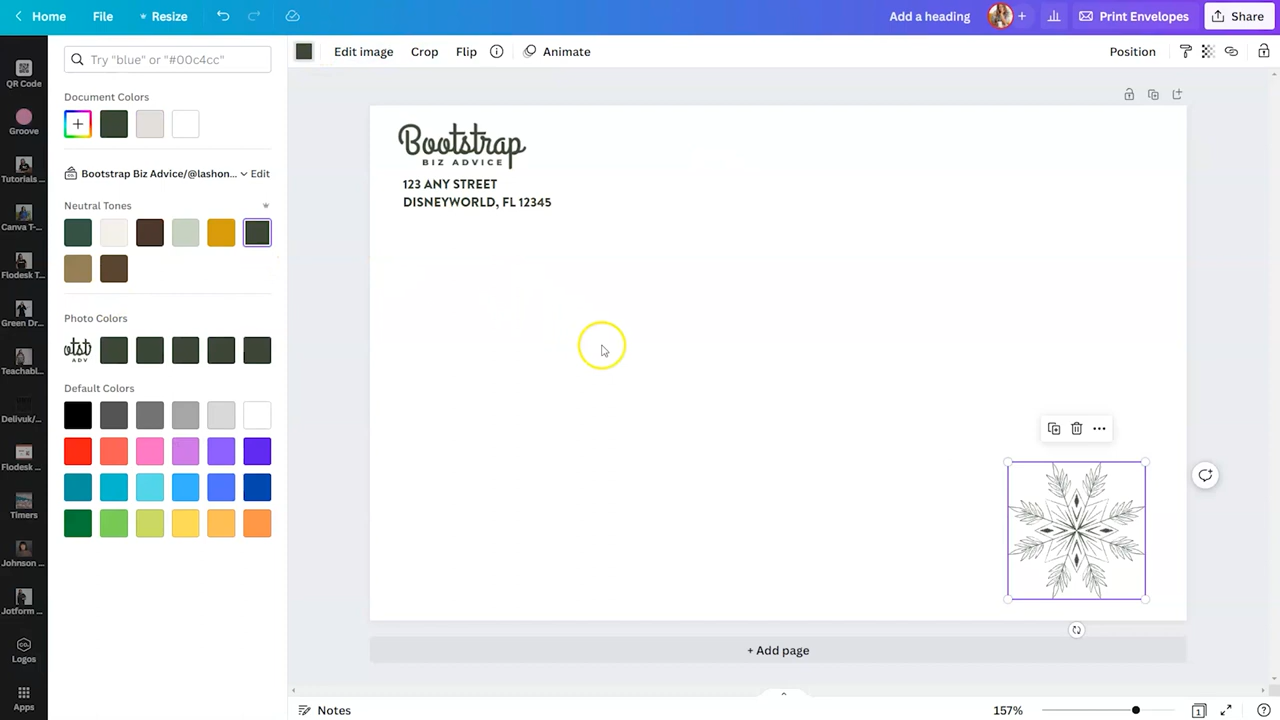 Home
File
Resize
Add a heading
Print Envelopes
Share
Try "blue" or "#00c4cc"
Edit image
Crop
Flip
Animate
Position
QR Code
Groove
Tutorials ...
Canva T-...
Flodesk T...
Green Dr...
Teachabl...
Delivuk/...
Flodesk ...
Timers
Johnson ...
Jotform ...
CO.
Logos
Apps
Document Colors
Bootstrap Biz Advice/@lashon...
Edit
Neutral Tones
Photo Colors
Default Colors
Bootstrap
BIZ ADVICE
123 ANY STREET
DISNEYWORLD, FL 12345
+ Add page
Notes
157%
1